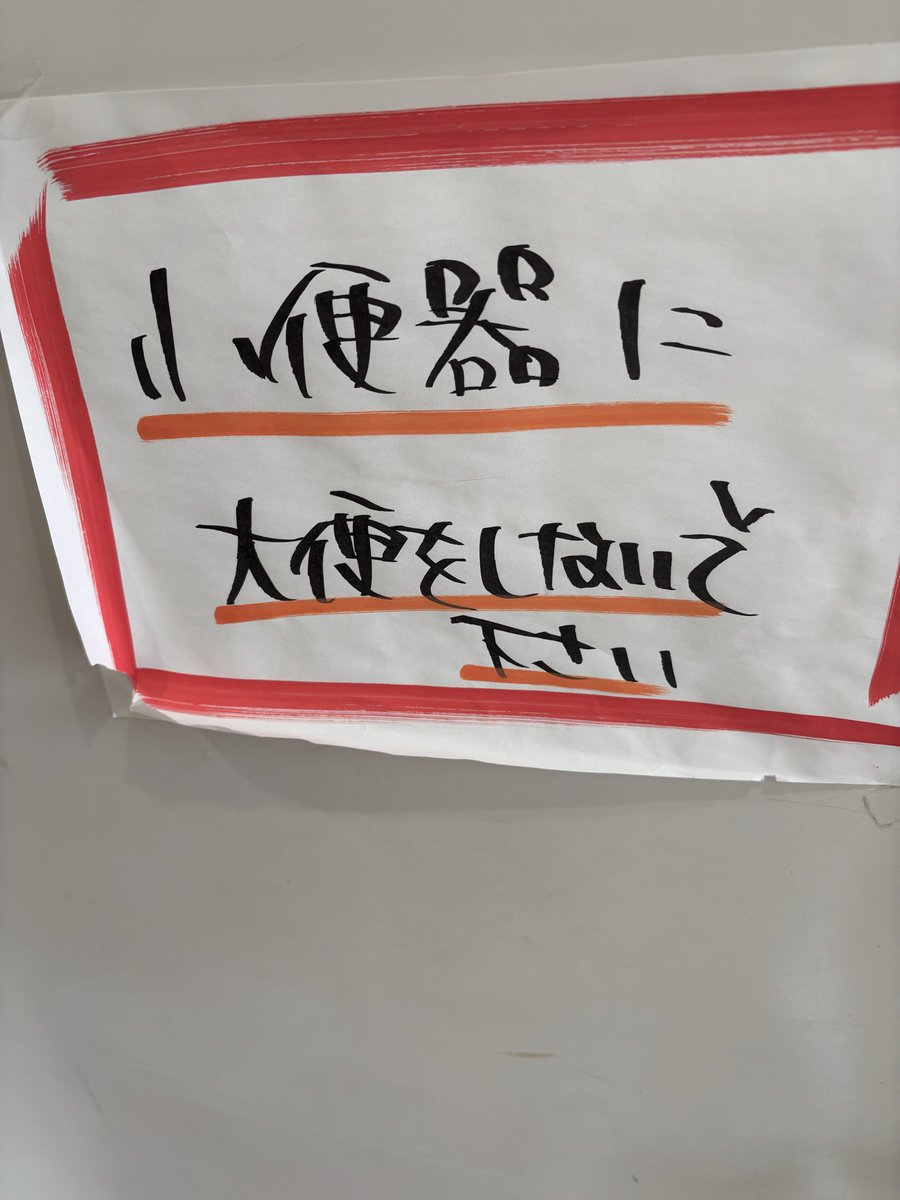 小便器に
大便をしないで
下さい